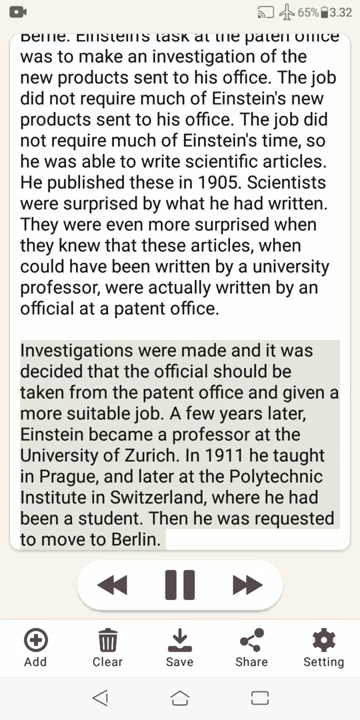 65% 3.32
Berne. Einstein's task at the paten office
was to make an investigation of the
new products sent to his office. The job
did not require much of Einstein's new
products sent to his office. The job did
not require much of Einstein's time, so
he was able to write scientific articles.
He published these in 1905. Scientists
were surprised by what he had written.
They were even more surprised when
they knew that these articles, when
could have been written by a university
professor, were actually written by an
official at a patent office.
Investigations were made and it was
decided that the official should be
taken from the patent office and given a
more suitable job. A few years later,
Einstein became a professor at the
University of Zurich. In 1911 he taught
in Prague, and later at the Polytechnic
Institute in Switzerland, where he had
been a student. Then he was requested
to move to Berlin.
Add Clear Save Share Setting